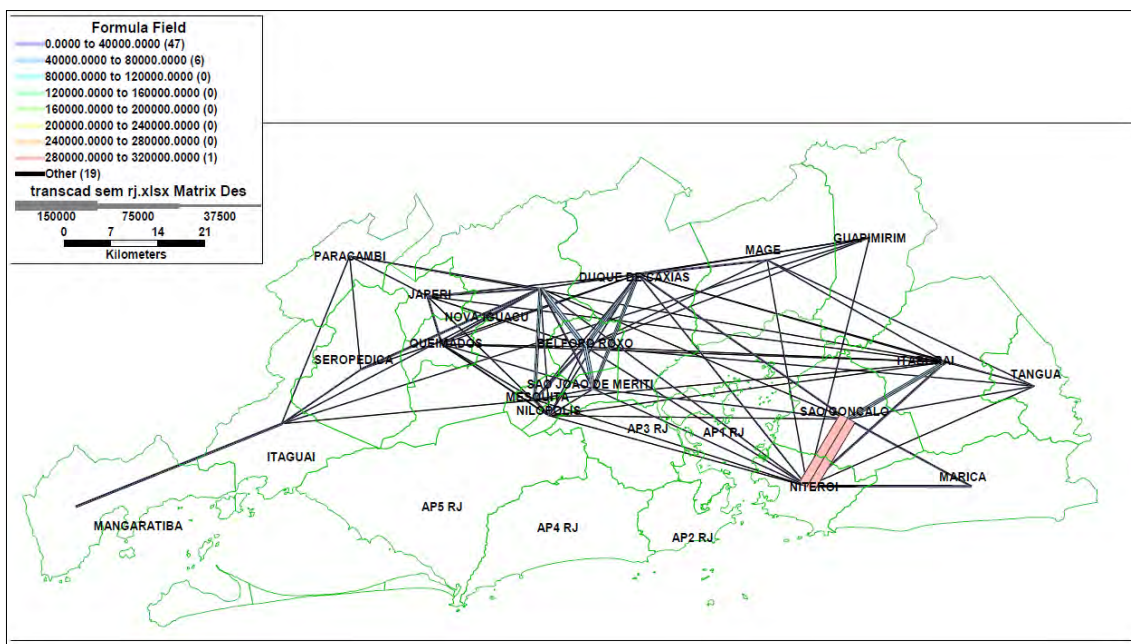 Formula Field
0.0000 to 40000.0000 (47)
40000.0000 to 80000.0000 (6)
80000.0000 to 120000.0000 (0)
120000.0000 to 160000.0000 (0)
160000.0000 to 200000.0000 (0)
200000.0000 to 240000.0000 (0)
240000.0000 to 280000.0000 (0)
280000.0000 to 320000.0000 (1)
Other (19)
transcad sem rj.xlsx Matrix Des
150000 75000 37500
0 7 14 21
Kilometers
GUAPIMIRIM
MAGE
PARACAMBI
DUQUE DE CAXIAS
JAPERI
NOVA IGUACU
QUEIMADOS
BELFORD ROXO
SEROPEDICA
ITABORAI
TANGUA
SAO JOAO DE MERITI
MESQUITA
NILOPOLIS
SAO GONCALO
AP3 RJ
AP1 RJ
ITAGUAI
MARICA
NITEROI
AP5 RJ
MANGARATIBA
AP4 RJ
AP2 RJ